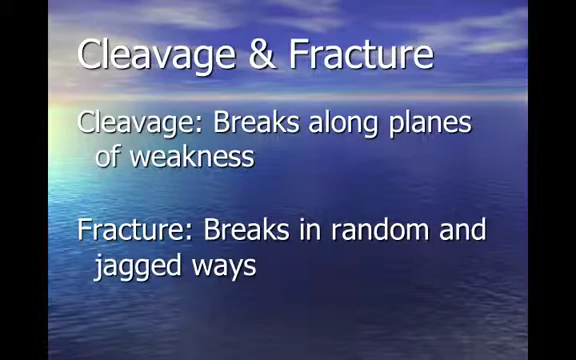 Cleavage & Fracture
Cleavage: Breaks along planes
of weakness
Fracture: Breaks in random and
jagged ways